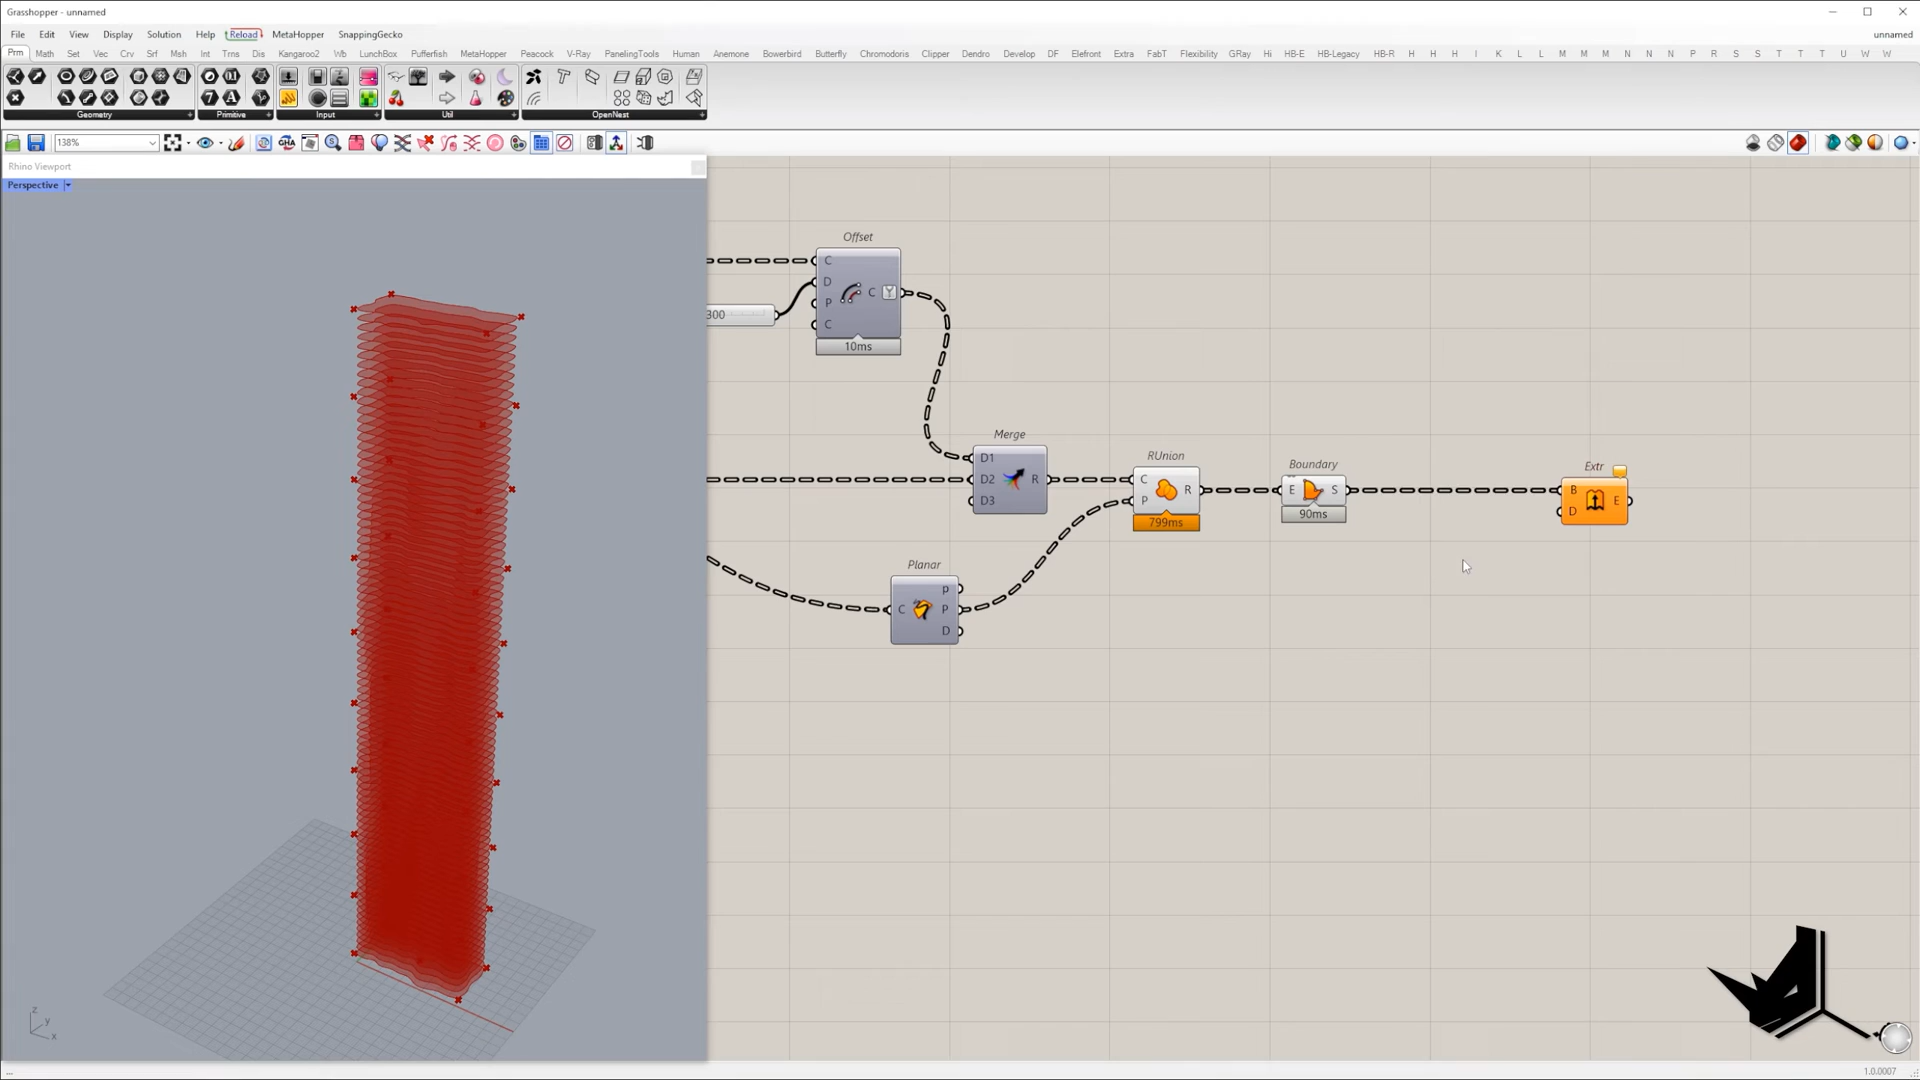 Grasshopper - unnamed
File Edit View Display Solution Help Reload MetaHopper SnappingGecko unnamed
Prm Math Set Vec Crv Srf Msh Int Trns Dis Kangaroo2 Wb LunchBox Pufferfish MetaHopper Peacock V-Ray PanelingTools Human Anemone Bowerbird Butterfly Chromodoris Clipper Dendro Develop DF Elefront Extra FabT Flexibility GRay Hi HB-E HB-Legacy HB-R H H H I K L L M M M N N N P R S S T T T U W W
Geometry Primitive Input Util OpenNest
138% GHA
Rhino Viewport
Perspective
Offset
C
D
P
C
C
10ms
300
Merge
D1
D2 R
D3
RUnion
C
P
R
799ms
Boundary
E S
90ms
Extr
B
D
E
Planar
C
p
P
D
z
y
x
...
1.0.0007